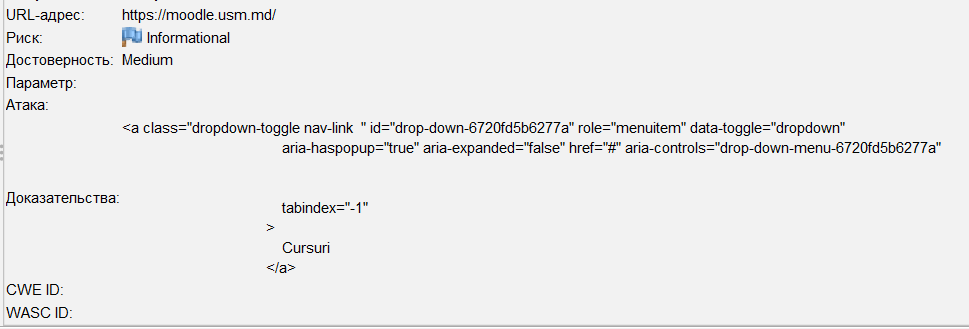 URL-адрес: https://moodle.usm.md/
Риск: Informational
Достоверность: Medium
Параметр:
Атака:
<a class="dropdown-toggle nav-link  " id="drop-down-6720fd5b6277a" role="menuitem" data-toggle="dropdown"
aria-haspopup="true" aria-expanded="false" href="#" aria-controls="drop-down-menu-6720fd5b6277a"
Доказательства:
tabindex="-1"
>
Cursuri
</a>
CWE ID:
WASC ID: